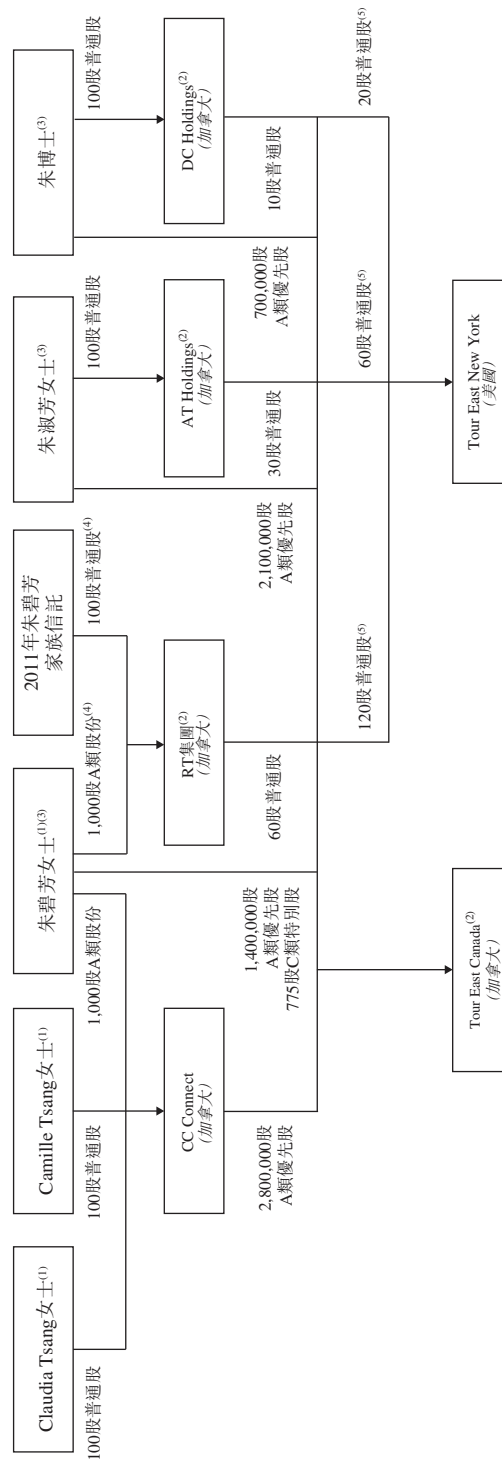 Claudia Tsang女士(1)
Camille Tsang女士(1)
朱碧芳女士(1)(3)
2011年朱碧芳
家族信託
朱淑芳女士(3)
朱博士(3)
100股普通股
100股普通股
1,000股A類股份
1,000股A類股份(4)
100股普通股(4)
100股普通股
100股普通股
CC Connect
(加拿大)
RT集團(2)
(加拿大)
AT Holdings(2)
(加拿大)
DC Holdings(2)
(加拿大)
2,800,000股
A類優先股
1,400,000股
A類優先股
775股C類特別股
60股普通股
2,100,000股
A類優先股
30股普通股
700,000股
A類優先股
10股普通股
120股普通股(5)
60股普通股(5)
20股普通股(5)
Tour East Canada(2)
(加拿大)
Tour East New York
(美國)